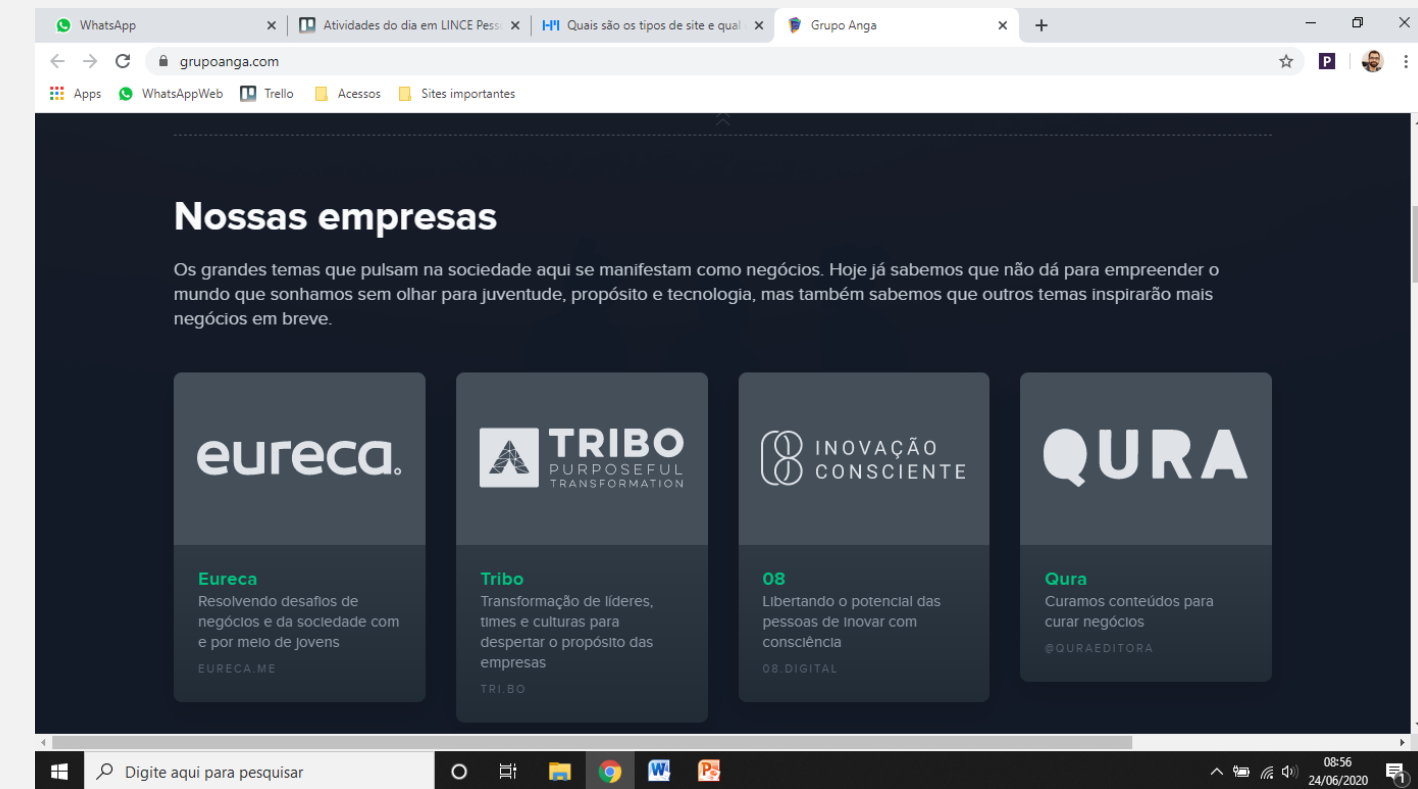 WhatsApp
Atividades do dia em LINCE Pess
Quais são os tipos de site e qual
Grupo Anga
grupoanga.com
P
Apps
WhatsAppWeb
Trello
Acessos
Sites importantes
Nossas empresas
Os grandes temas que pulsam na sociedade aqui se manifestam como negócios. Hoje já sabemos que não dá para empreender o
mundo que sonhamos sem olhar para juventude, propósito e tecnologia, mas também sabemos que outros temas inspirarão mais
negócios em breve.
eureca.
TRIBO
PURPOSEFUL
TRANSFORMATION
INOVAÇÃO
CONSCIENTE
QURA
Eureca
Resolvendo desafios de
negócios e da sociedade com
e por meio de jovens
EURECA.ME
Tribo
Transformação de líderes,
times e culturas para
despertar o propósito das
empresas
TRI.BO
08
Libertando o potencial das
pessoas de inovar com
consciência
08.DIGITAL
Qura
Curamos conteúdos para
curar negócios
@QURAEDITORA
Digite aqui para pesquisar
08:56
24/06/2020
1